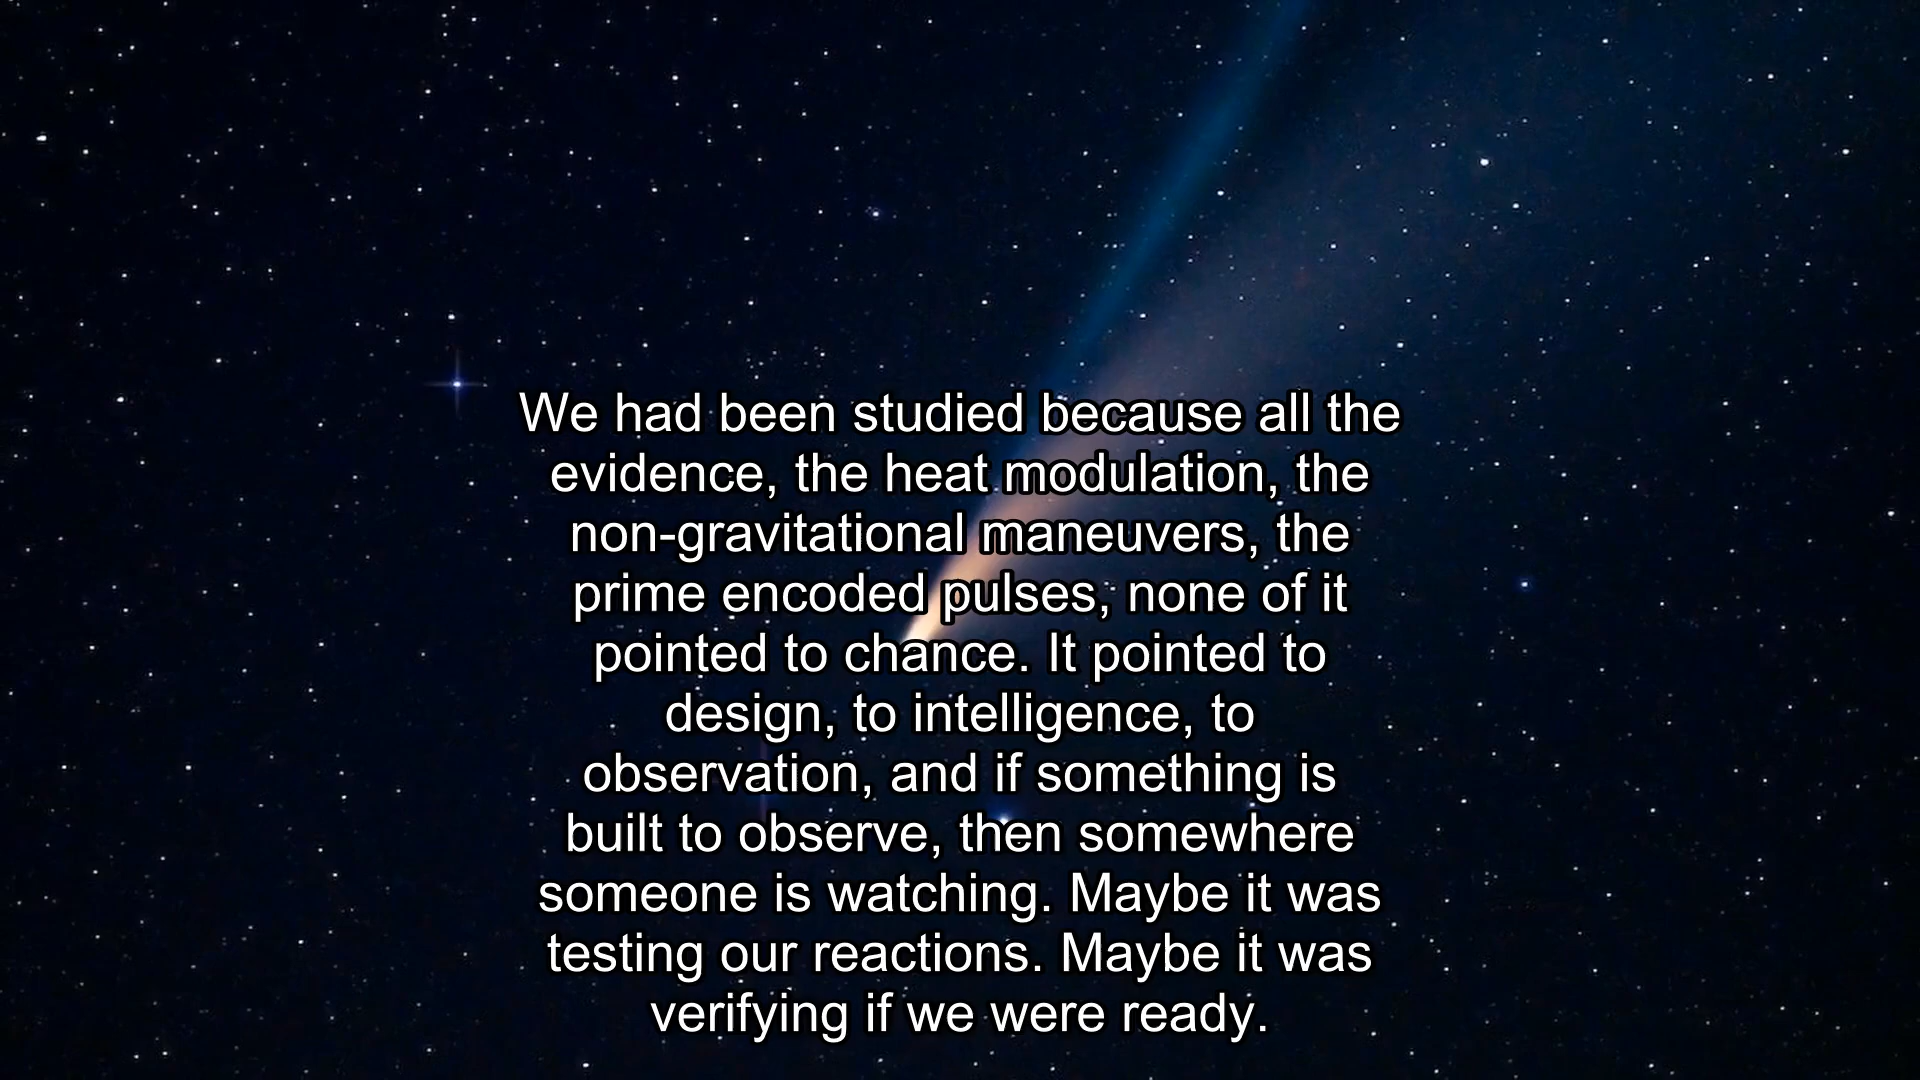 We had been studied because all the
evidence, the heat modulation, the
non-gravitational maneuvers, the
prime encoded pulses, none of it
pointed to chance. It pointed to
design, to intelligence, to
observation, and if something is
built to observe, then somewhere
someone is watching. Maybe it was
testing our reactions. Maybe it was
verifying if we were ready.